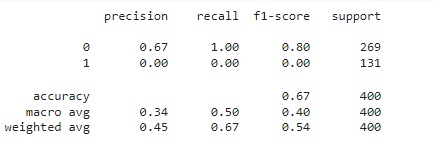 precision recall f1-score support
0 0.67 1.00 0.80 269
1 0.00 0.00 0.00 131
accuracy 0.67 400
macro avg 0.34 0.50 0.40 400
weighted avg 0.45 0.67 0.54 400